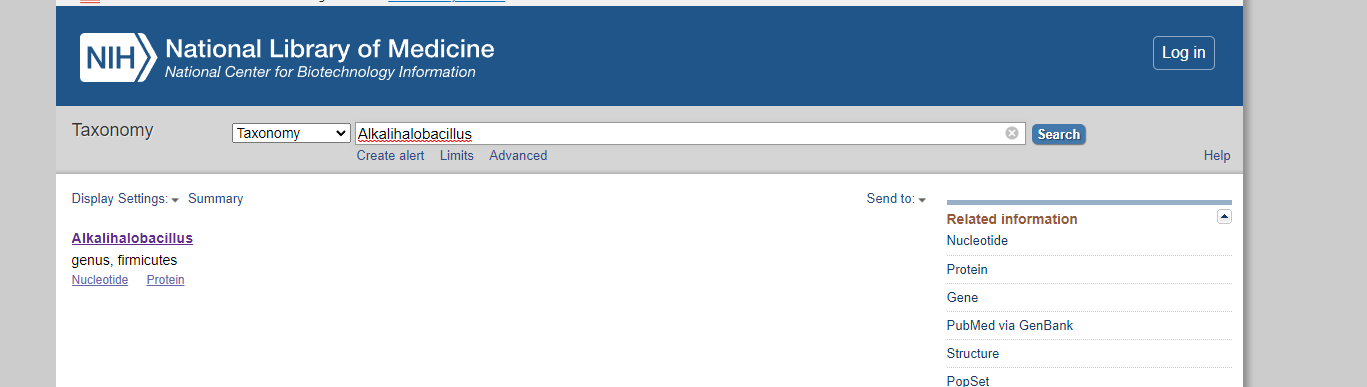 NIH National Library of Medicine
National Center for Biotechnology Information
Log in
Taxonomy
Taxonomy
Alkalihalobacillus
Search
Create alert Limits Advanced
Help
Display Settings: Summary
Send to:
Alkalihalobacillus
genus, firmicutes
Nucleotide Protein
Related information
Nucleotide
Protein
Gene
PubMed via GenBank
Structure
PopSet